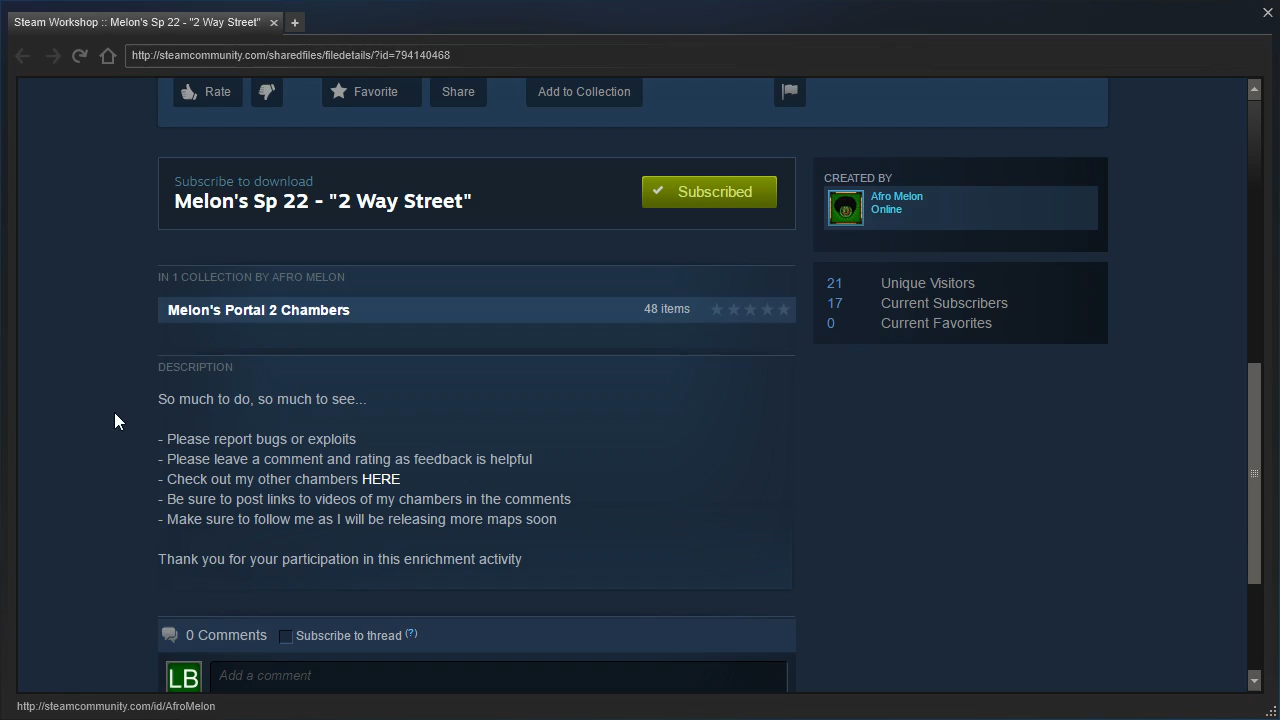 Steam Workshop :: Melon's Sp 22 - "2 Way Street"
http://steamcommunity.com/sharedfiles/filedetails/?id=794140468
Rate
Favorite
Share
Add to Collection
Subscribe to download
Melon's Sp 22 - "2 Way Street"
Subscribed
CREATED BY
Afro Melon
Online
21 Unique Visitors
17 Current Subscribers
0 Current Favorites
IN 1 COLLECTION BY AFRO MELON
Melon's Portal 2 Chambers 48 items
DESCRIPTION
So much to do, so much to see...
- Please report bugs or exploits
- Please leave a comment and rating as feedback is helpful
- Check out my other chambers HERE
- Be sure to post links to videos of my chambers in the comments
- Make sure to follow me as I will be releasing more maps soon
Thank you for your participation in this enrichment activity
0 Comments Subscribe to thread (?)
LB
Add a comment
http://steamcommunity.com/id/AfroMelon